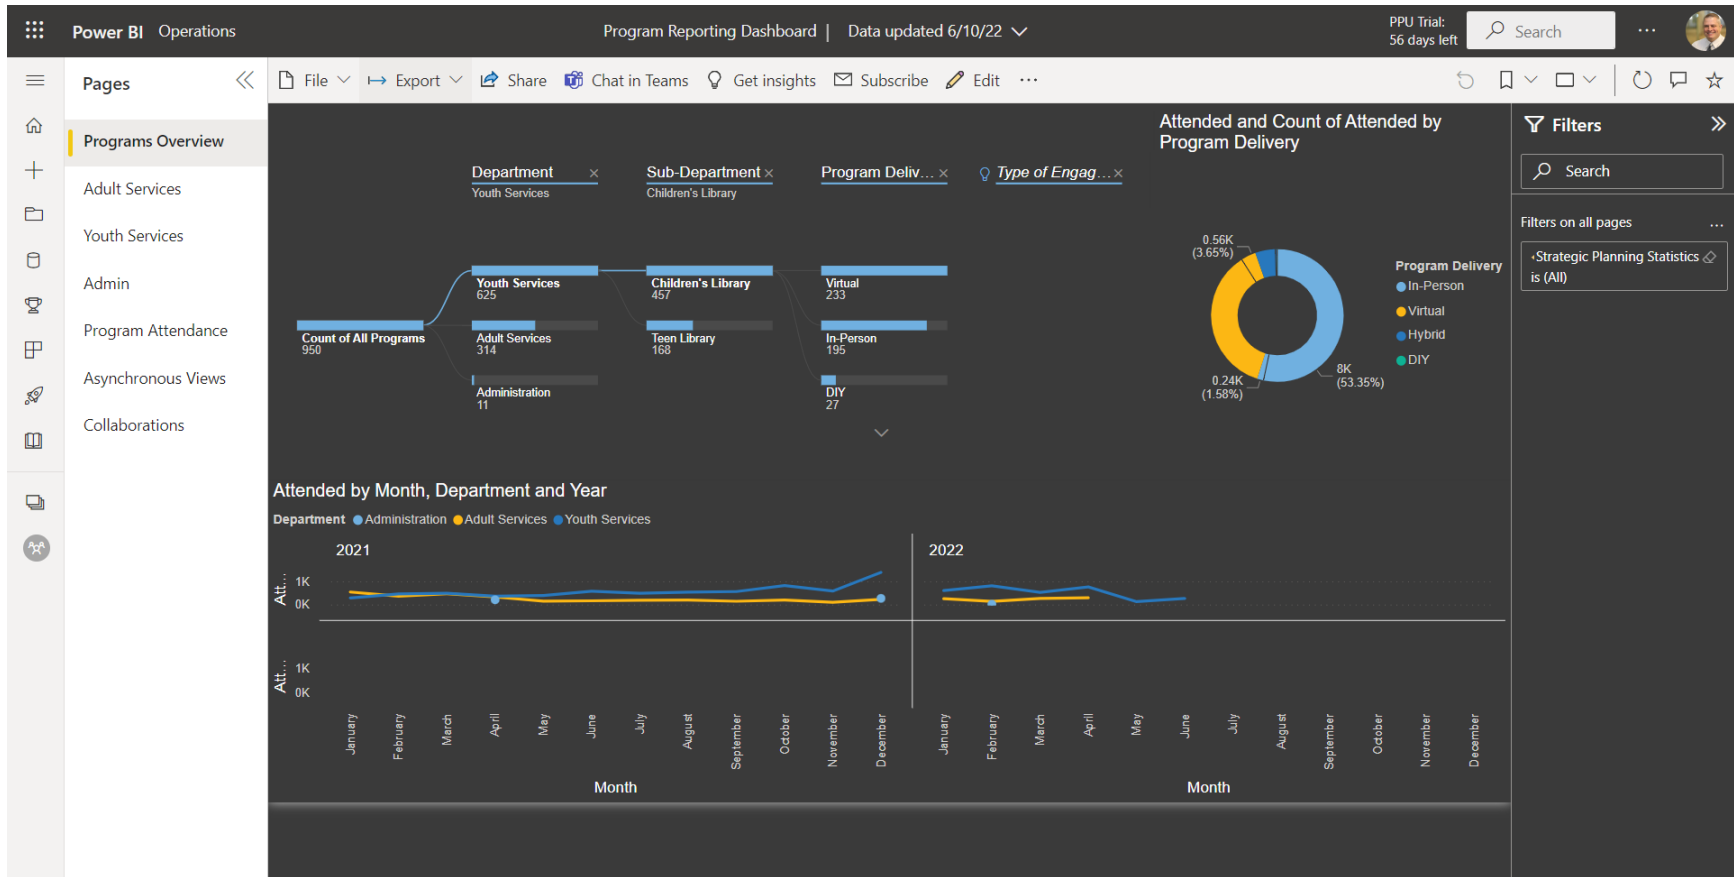 Power BI Operations
Program Reporting Dashboard | Data updated 6/10/22
PPU Trial:
56 days left
Search
Pages
File
Export
Share
Chat in Teams
Get insights
Subscribe
Edit
Programs Overview
Adult Services
Youth Services
Admin
Program Attendance
Asynchronous Views
Collaborations
Department
Youth Services
Sub-Department
Children's Library
Program Deliv...
Type of Engag...
Count of All Programs
950
Youth Services
625
Adult Services
314
Administration
11
Children's Library
457
Teen Library
168
Virtual
233
In-Person
195
DIY
27
Attended and Count of Attended by
Program Delivery
0.56K
(3.65%)
0.24K
(1.58%)
8K
(53.35%)
Program Delivery
In-Person
Virtual
Hybrid
DIY
Filters
Search
Filters on all pages
Strategic Planning Statistics
is (All)
Attended by Month, Department and Year
Department Administration Adult Services Youth Services
2021
2022
Att...
1K
0K
Att...
1K
0K
January
February
March
April
May
June
July
August
September
October
November
December
January
February
March
April
May
June
July
August
September
October
November
December
Month
Month